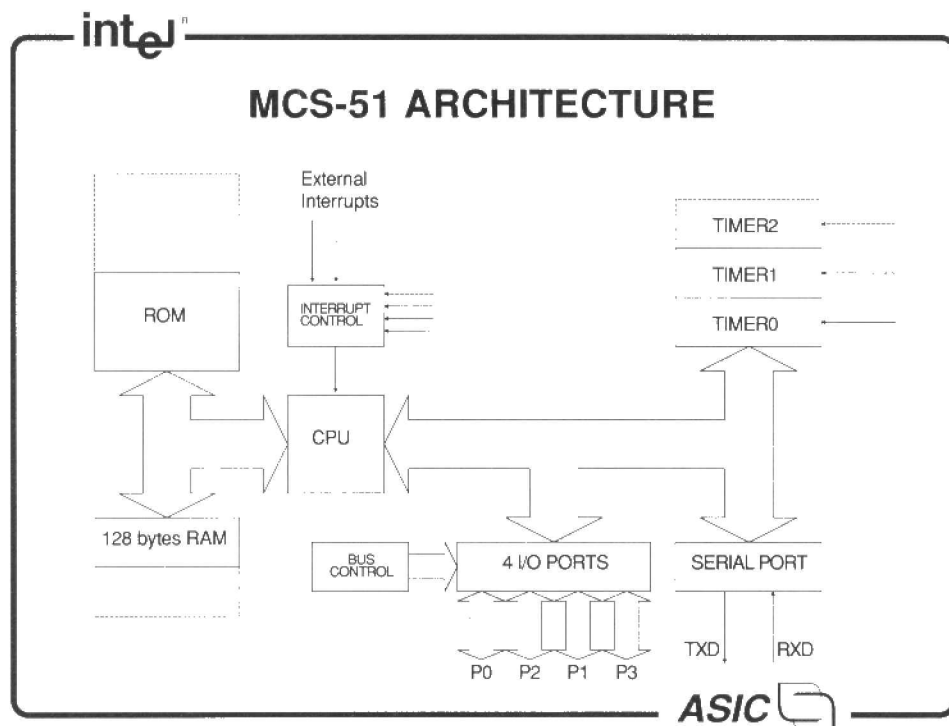 intel
MCS-51 ARCHITECTURE
External
Interrupts
TIMER2
TIMER1
TIMER0
ROM
INTERRUPT
CONTROL
CPU
128 bytes RAM
BUS
CONTROL
4 I/O PORTS
SERIAL PORT
TXD
RXD
P0
P2
P1
P3
ASIC